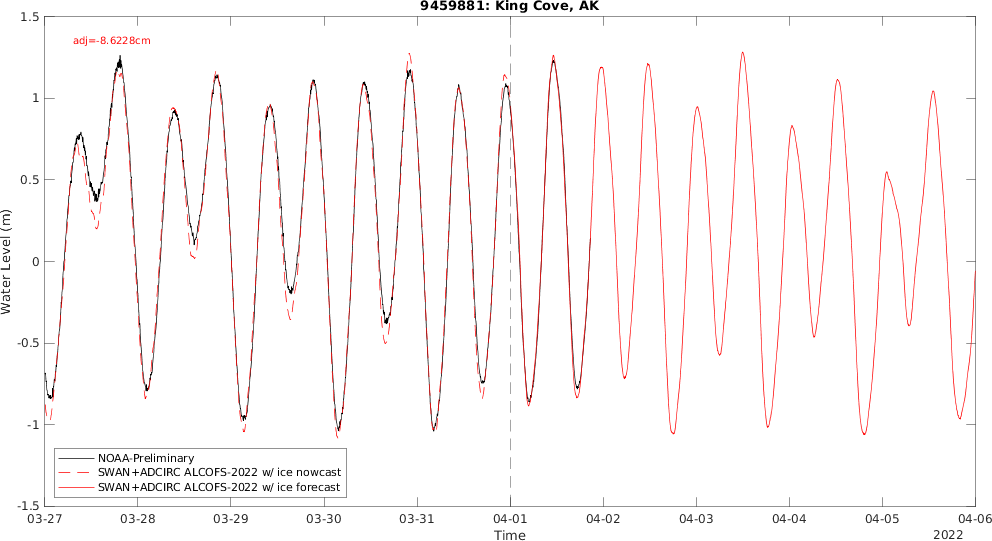 9459881: King Cove, AK
adj=-8.6228cm
1.5
1
0.5
0
-0.5
-1
-1.5
Water Level (m)
NOAA-Preliminary
SWAN+ADCIRC ALCOFS-2022 w/ ice nowcast
SWAN+ADCIRC ALCOFS-2022 w/ ice forecast
03-27 03-28 03-29 03-30 03-31 04-01 04-02 04-03 04-04 04-05 04-06
Time
2022